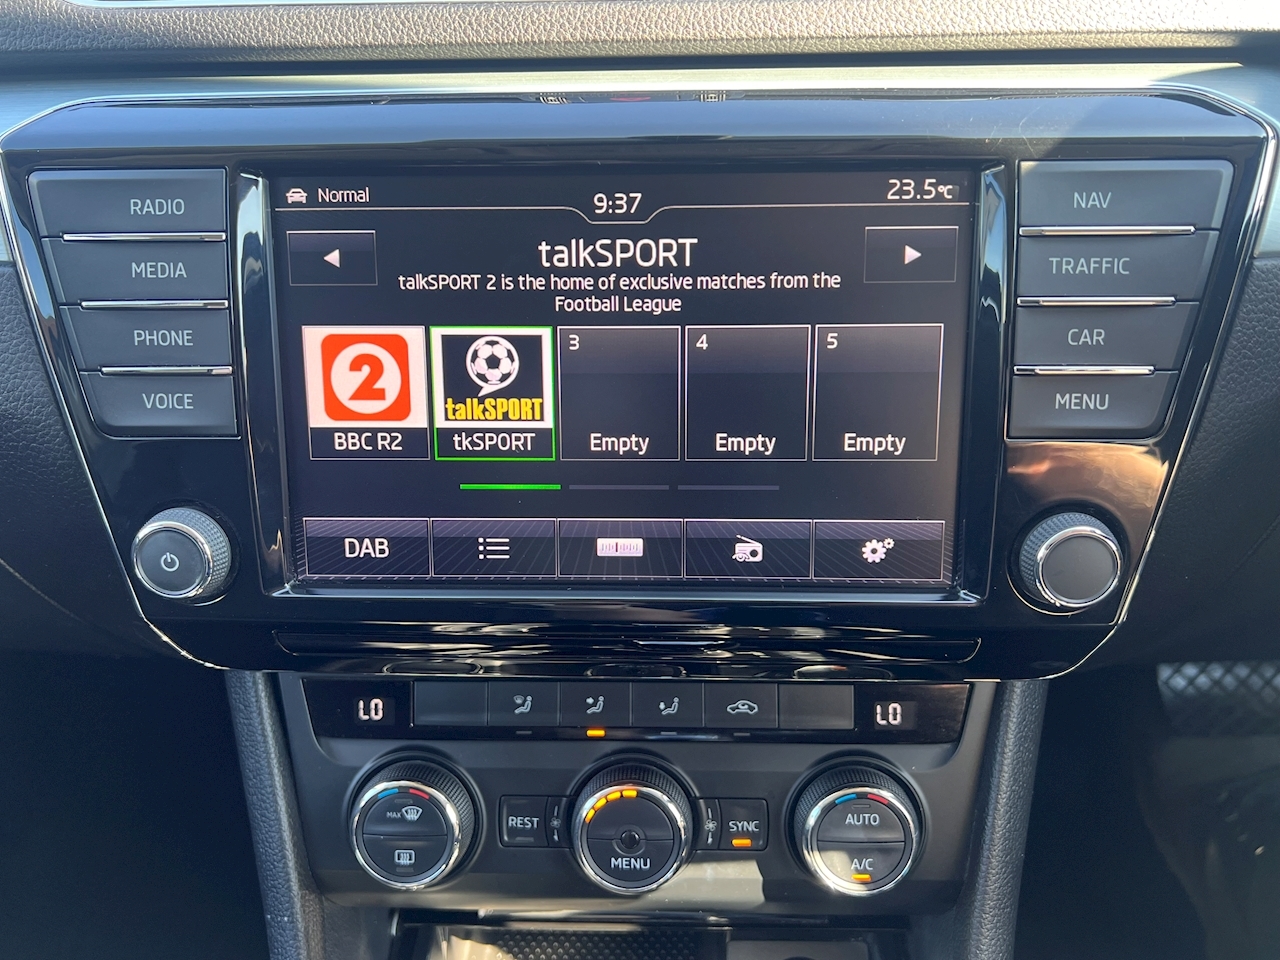 RADIO
MEDIA
PHONE
VOICE
Normal
9:37
23.5°C
talkSPORT
talkSPORT 2 is the home of exclusive matches from the
Football League
2
BBC R2
talkSPORT
tkSPORT
3
Empty
4
Empty
5
Empty
DAB
NAV
TRAFFIC
CAR
MENU
LO
LO
MAX
REST
MENU
SYNC
AUTO
A/C